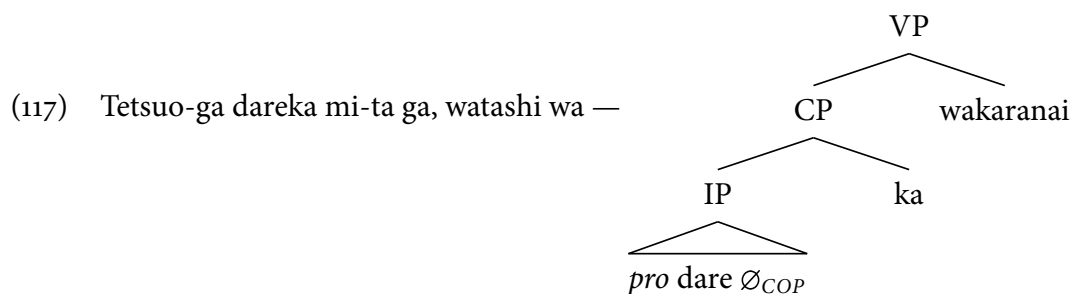 VP
(117) Tetsuo-ga dareka mi-ta ga, watashi wa — CP wakaranai
IP ka
pro dare ∅COP